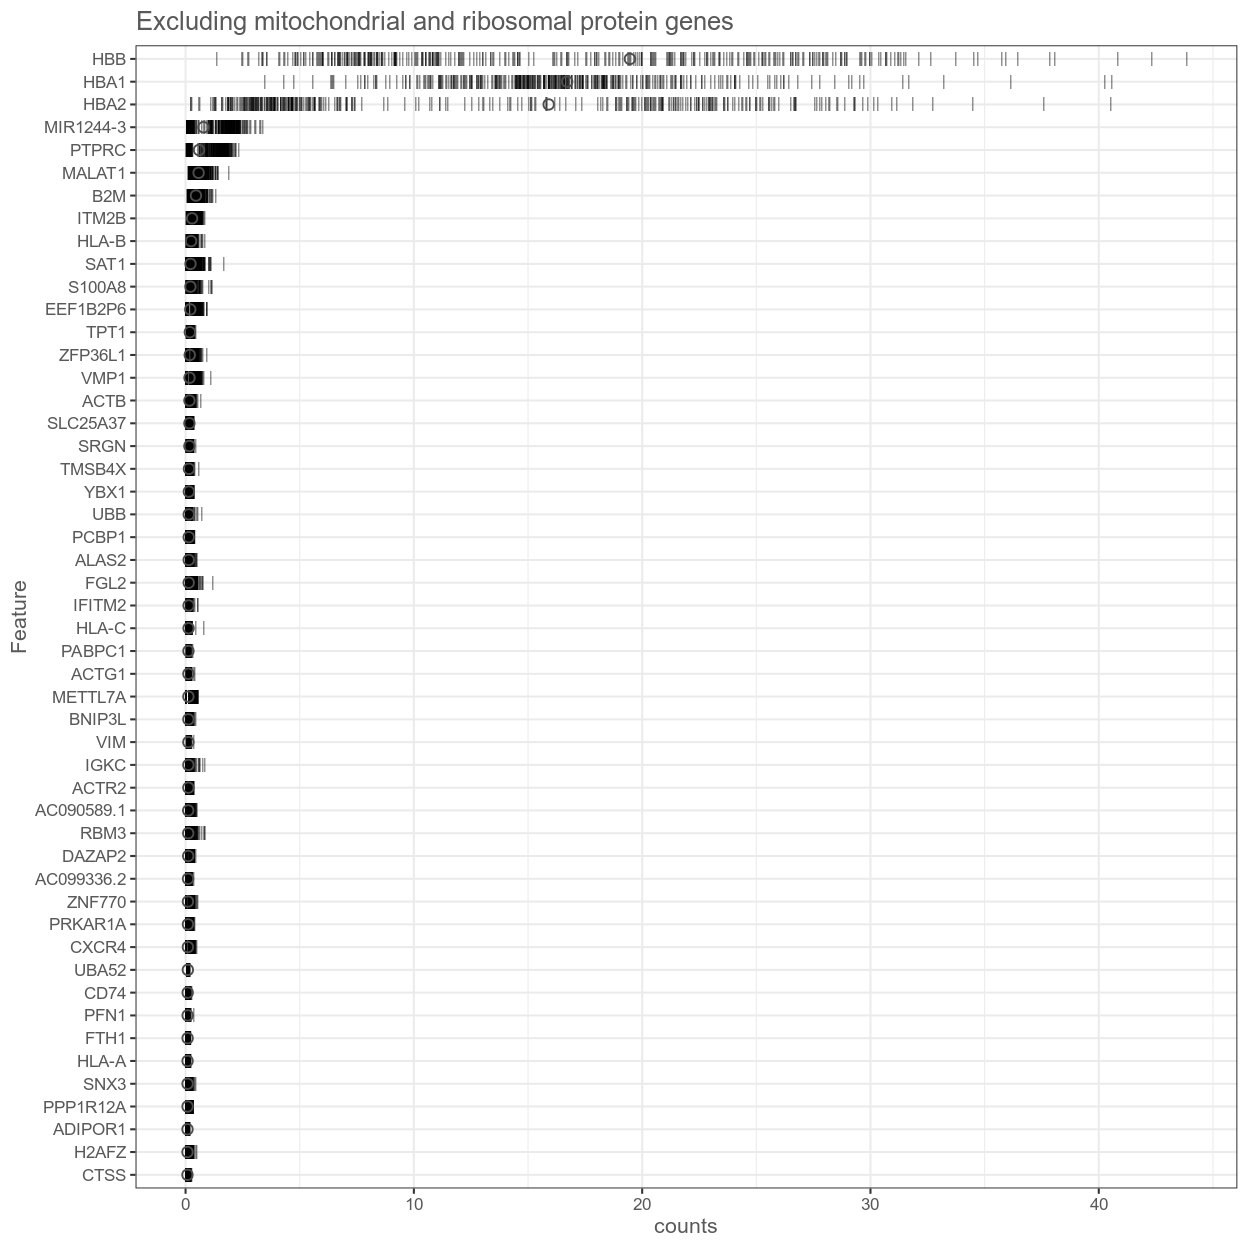 Excluding mitochondrial and ribosomal protein genes
HBB
HBA1
HBA2
MIR1244-3
PTPRC
MALAT1
B2M
ITM2B
HLA-B
SAT1
S100A8
EEF1B2P6
TPT1
ZFP36L1
VMP1
ACTB
SLC25A37
SRGN
TMSB4X
YBX1
UBB
PCBP1
ALAS2
FGL2
IFITM2
HLA-C
PABPC1
ACTG1
METTL7A
BNIP3L
VIM
IGKC
ACTR2
AC090589.1
RBM3
DAZAP2
AC099336.2
ZNF770
PRKAR1A
CXCR4
UBA52
CD74
PFN1
FTH1
HLA-A
SNX3
PPP1R12A
ADIPOR1
H2AFZ
CTSS
Feature
0 10 20 30 40
counts